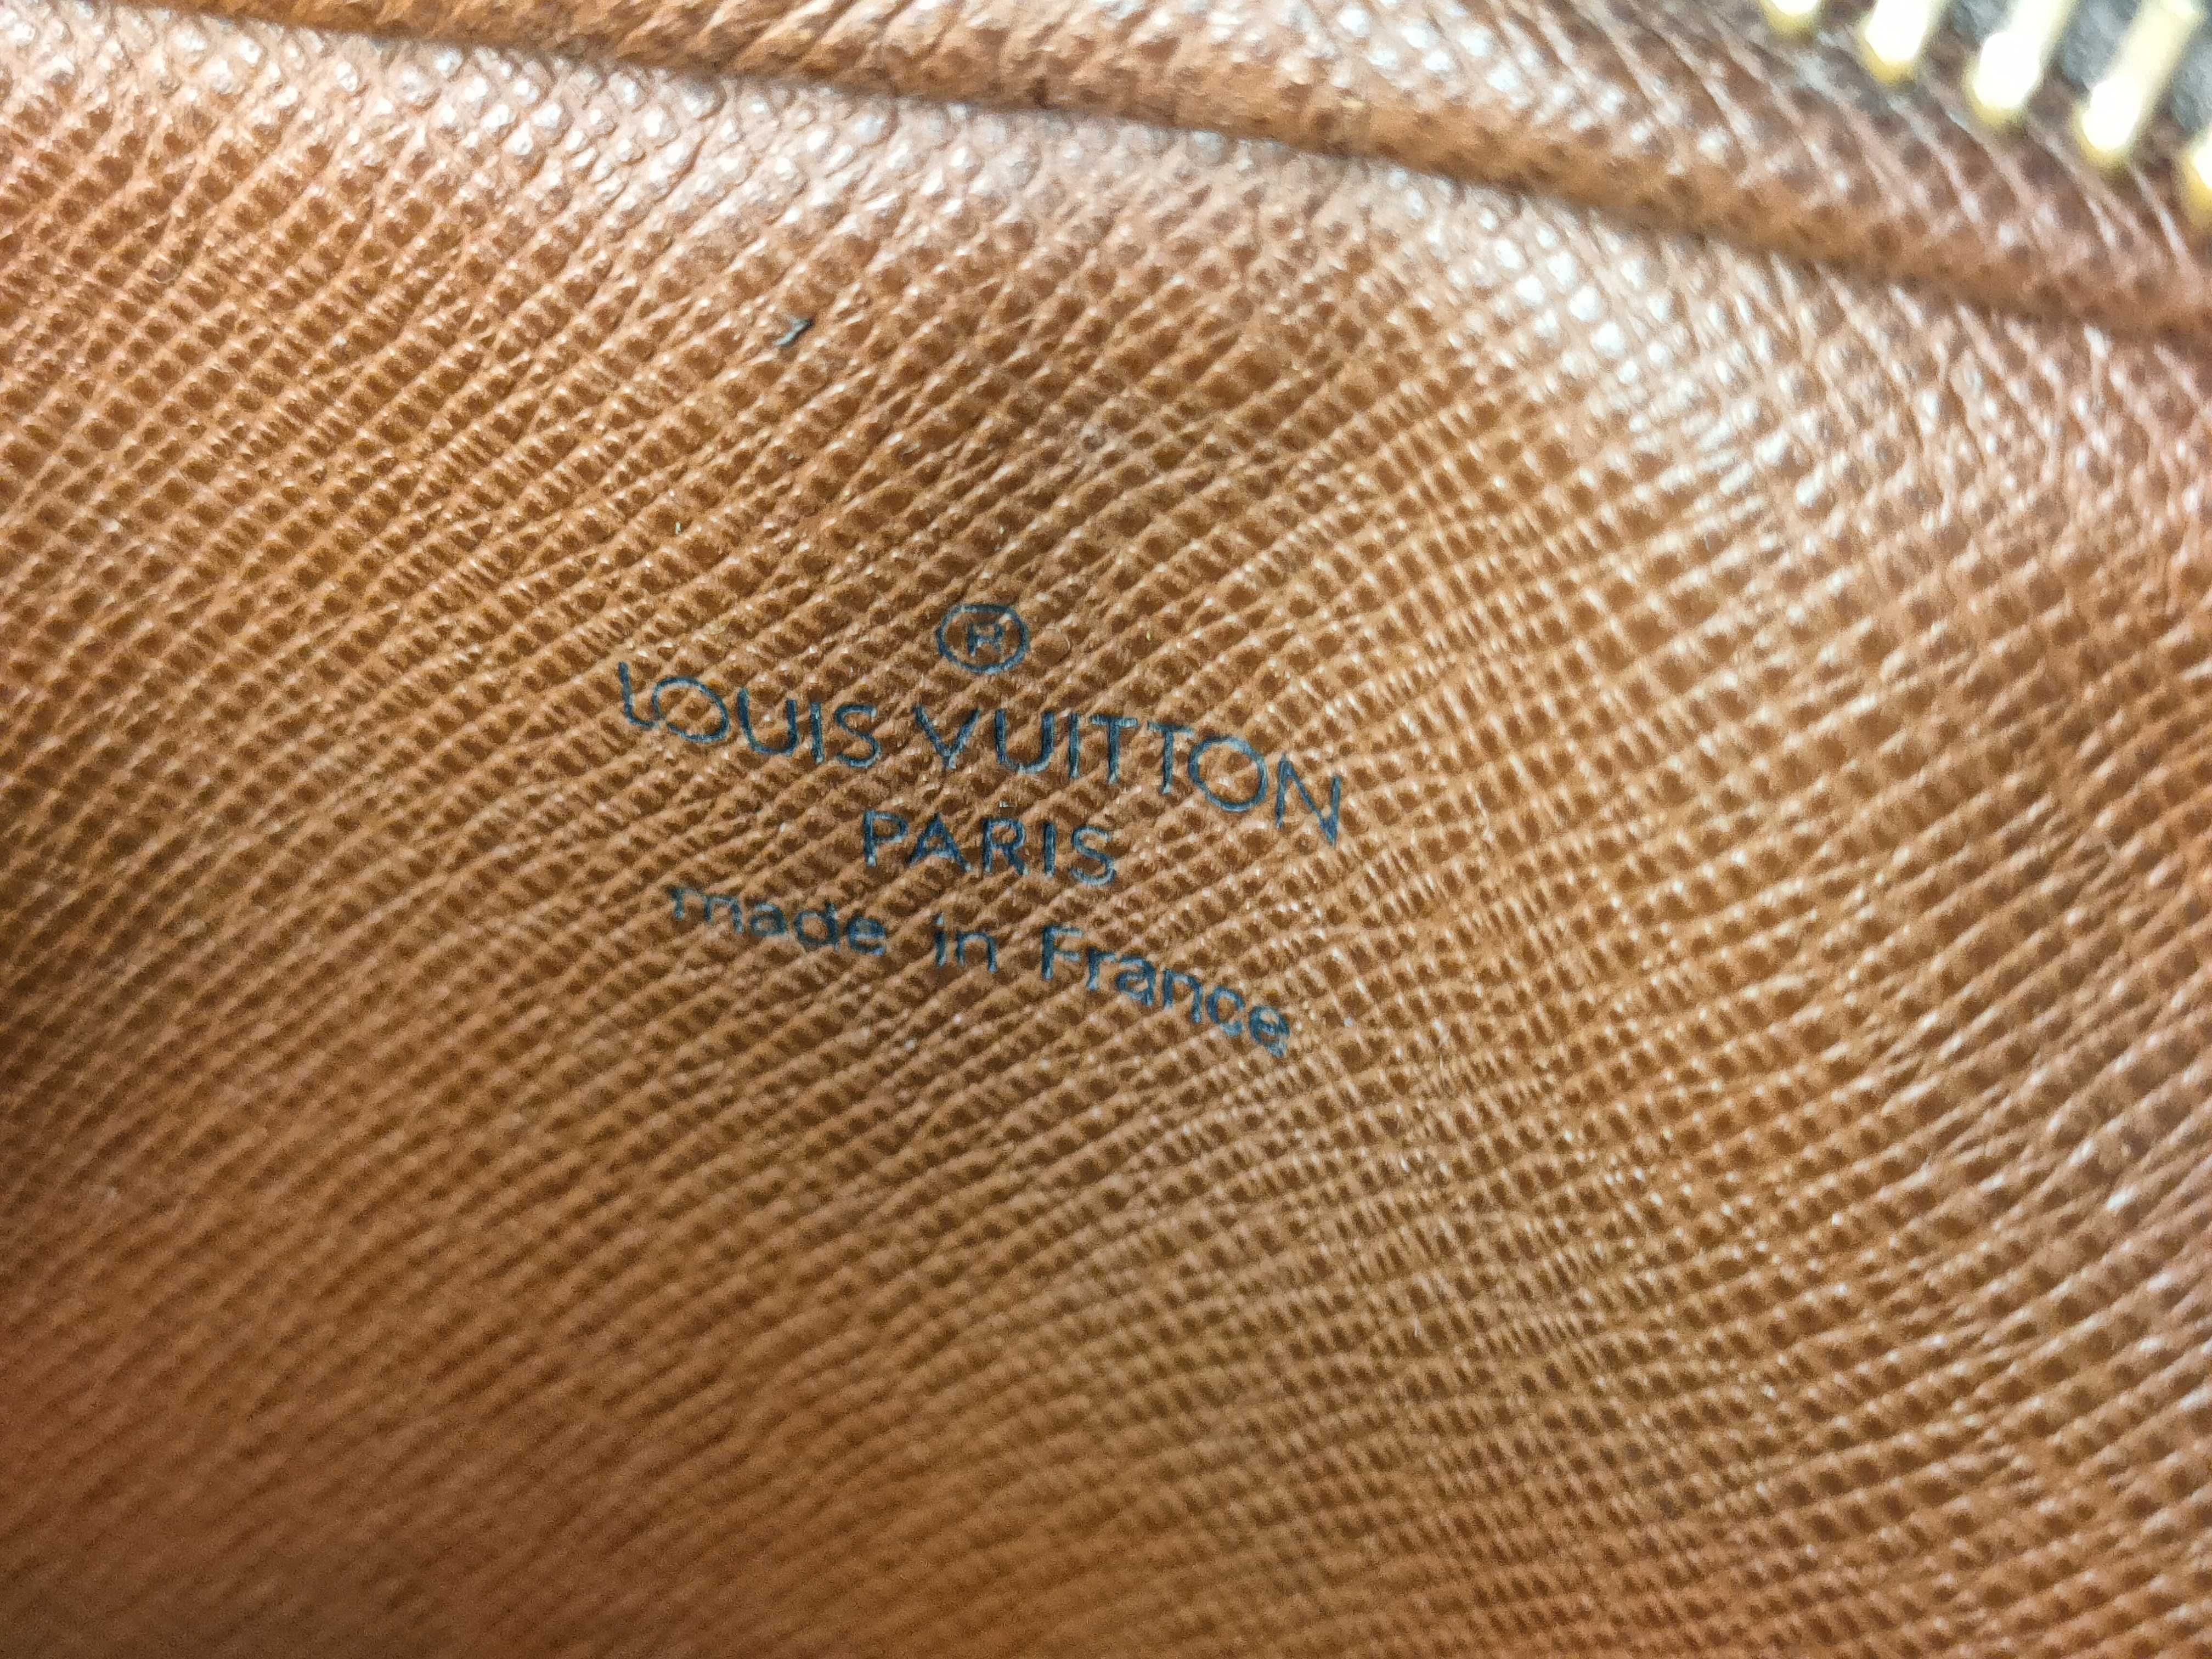 ®
LOUIS VUITTON
PARIS
made in France